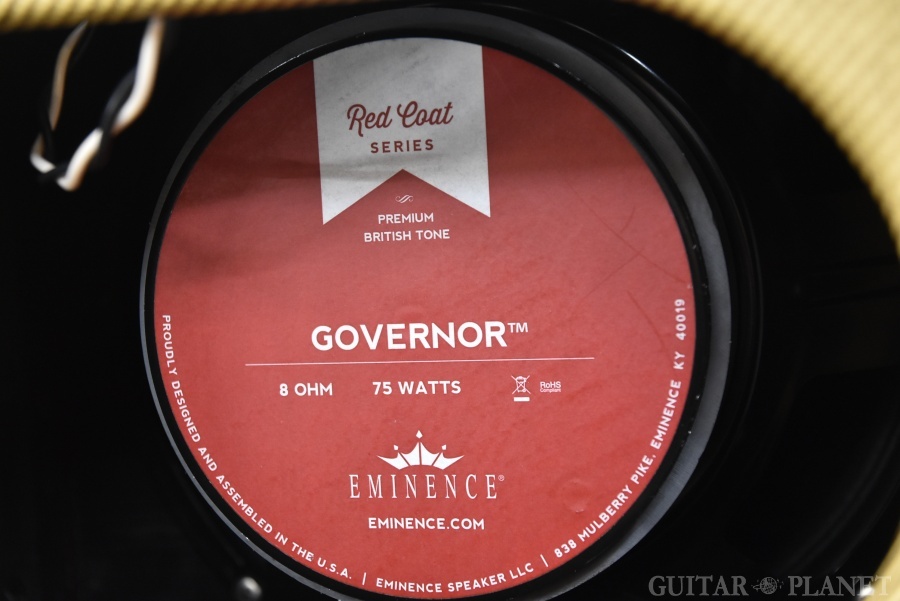 Red Coat
SERIES
PREMIUM
BRITISH TONE
GOVERNOR™
8 OHM 75 WATTS RoHS
Compliant
EMINENCE®
EMINENCE.COM
PROUDLY DESIGNED AND ASSEMBLED IN THE U.S.A. | EMINENCE SPEAKER LLC | 838 MULBERRY PIKE, EMINENCE KY 40019
GUITAR PLANET